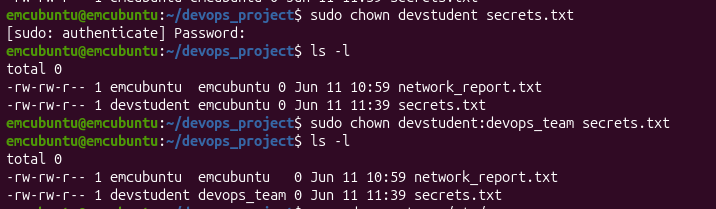 emcubuntu@emcubuntu:~/devops_project$ sudo chown devstudent secrets.txt
[sudo: authenticate] Password:
emcubuntu@emcubuntu:~/devops_project$ ls -l
total 0
-rw-rw-r-- 1 emcubuntu  emcubuntu 0 Jun 11 10:59 network_report.txt
-rw-rw-r-- 1 devstudent emcubuntu 0 Jun 11 11:39 secrets.txt
emcubuntu@emcubuntu:~/devops_project$ sudo chown devstudent:devops_team secrets.txt
emcubuntu@emcubuntu:~/devops_project$ ls -l
total 0
-rw-rw-r-- 1 emcubuntu  emcubuntu   0 Jun 11 10:59 network_report.txt
-rw-rw-r-- 1 devstudent devops_team 0 Jun 11 11:39 secrets.txt